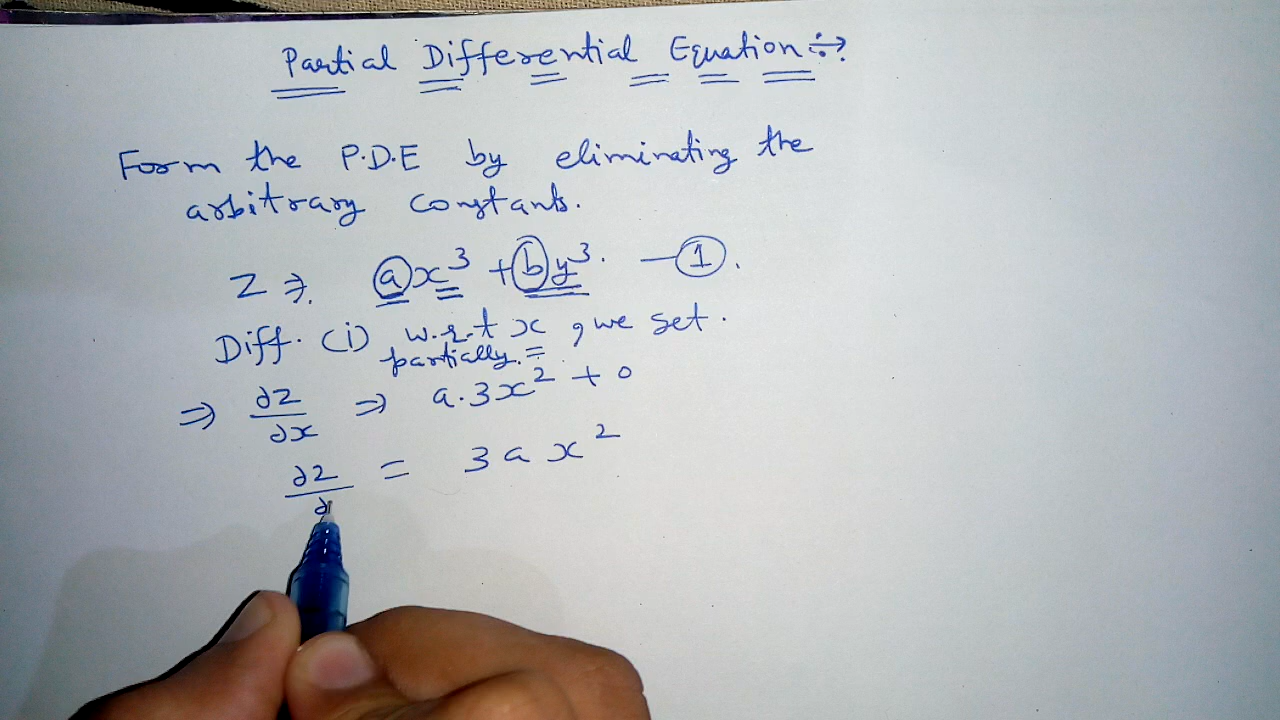 Partial Differential Equation ÷→?
Form the P.D.E by eliminating the
arbitrary constants.
Z ⇒. ax³ + by³. —①.
Diff. (i) w.r.t x , we get.
partially. =
⇒ ∂z/∂x ⇒ a.3x² + 0
∂z/∂ = 3ax²